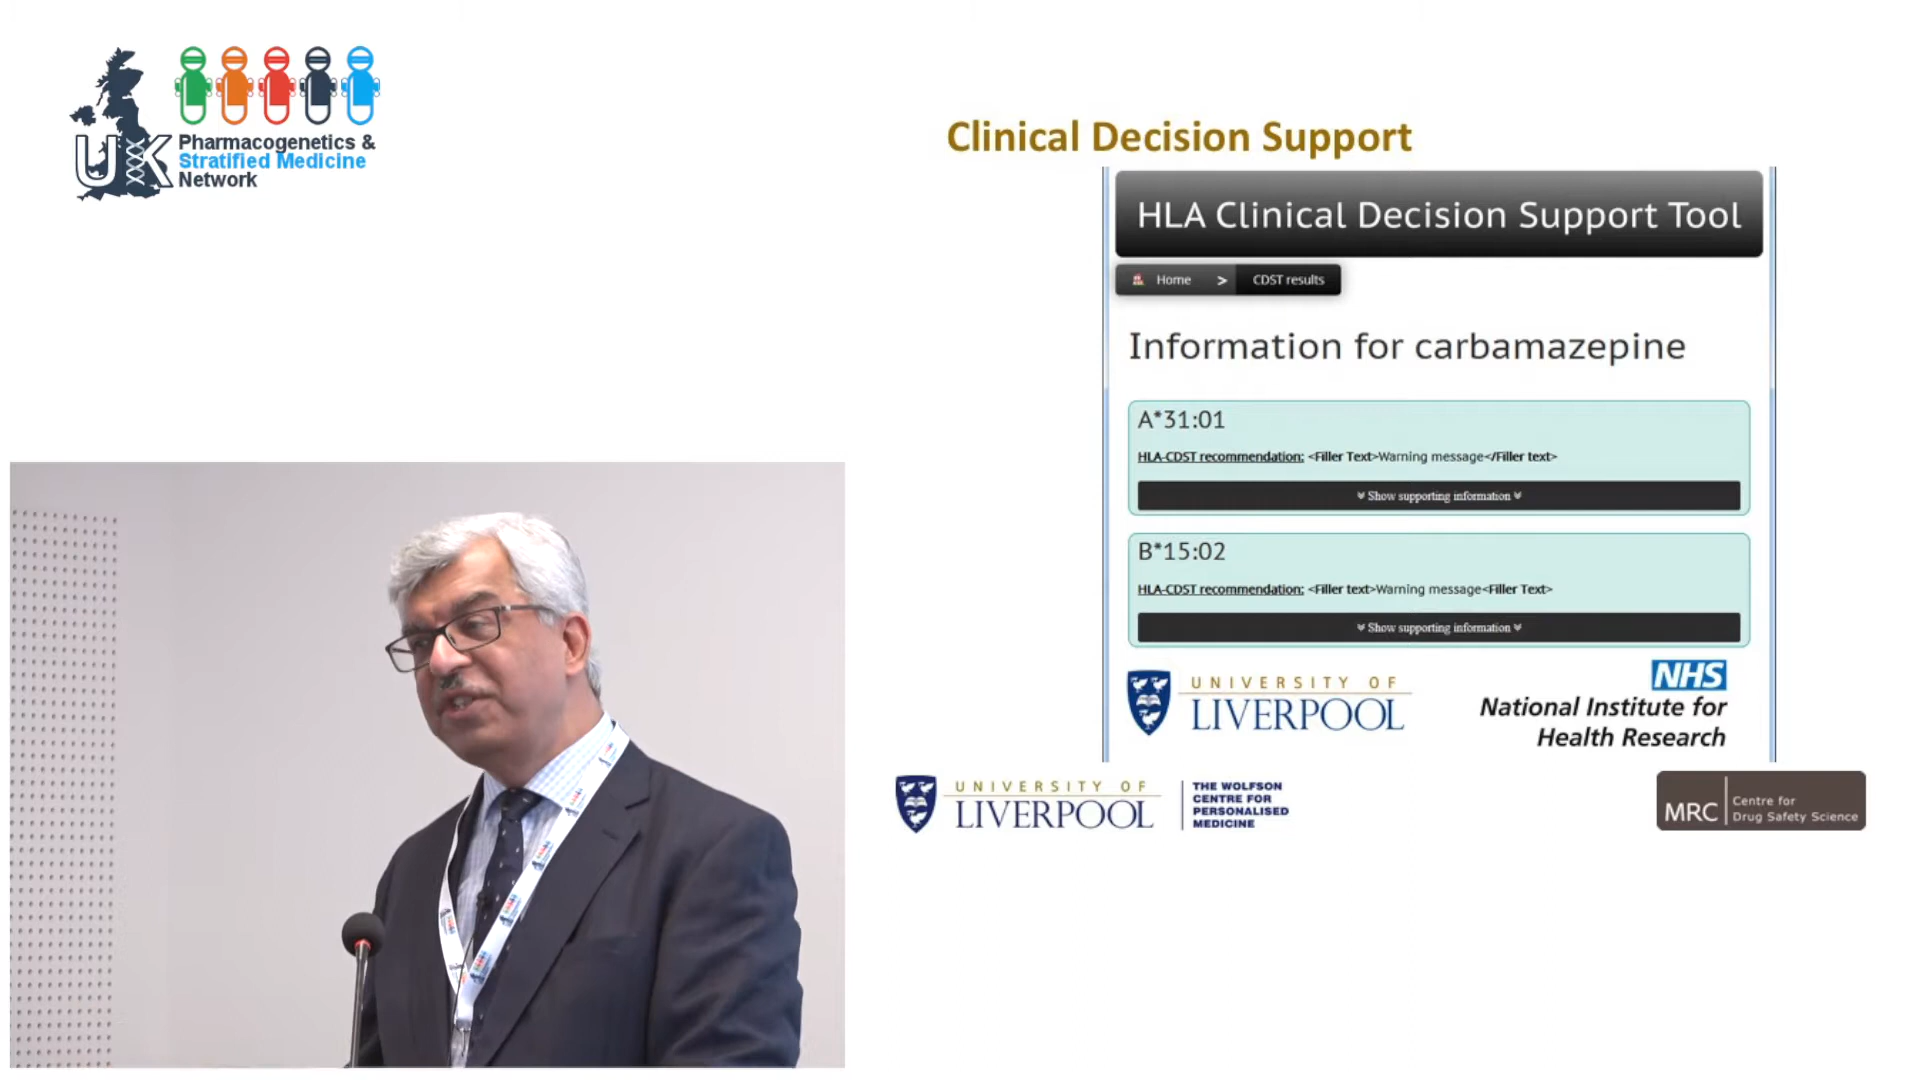 UK
Pharmacogenetics &
Stratified Medicine
Network
Clinical Decision Support
HLA Clinical Decision Support Tool
Home > CDST results
Information for carbamazepine
A*31:01
HLA-CDST recommendation: <Filler Text>Warning message</Filler text>
Show supporting information
B*15:02
HLA-CDST recommendation: <Filler text>Warning message<Filler Text>
Show supporting information
UNIVERSITY OF
LIVERPOOL
NHS
National Institute for
Health Research
UNIVERSITY OF
LIVERPOOL
THE WOLFSON
CENTRE FOR
PERSONALISED
MEDICINE
MRC
Centre for
Drug Safety Science